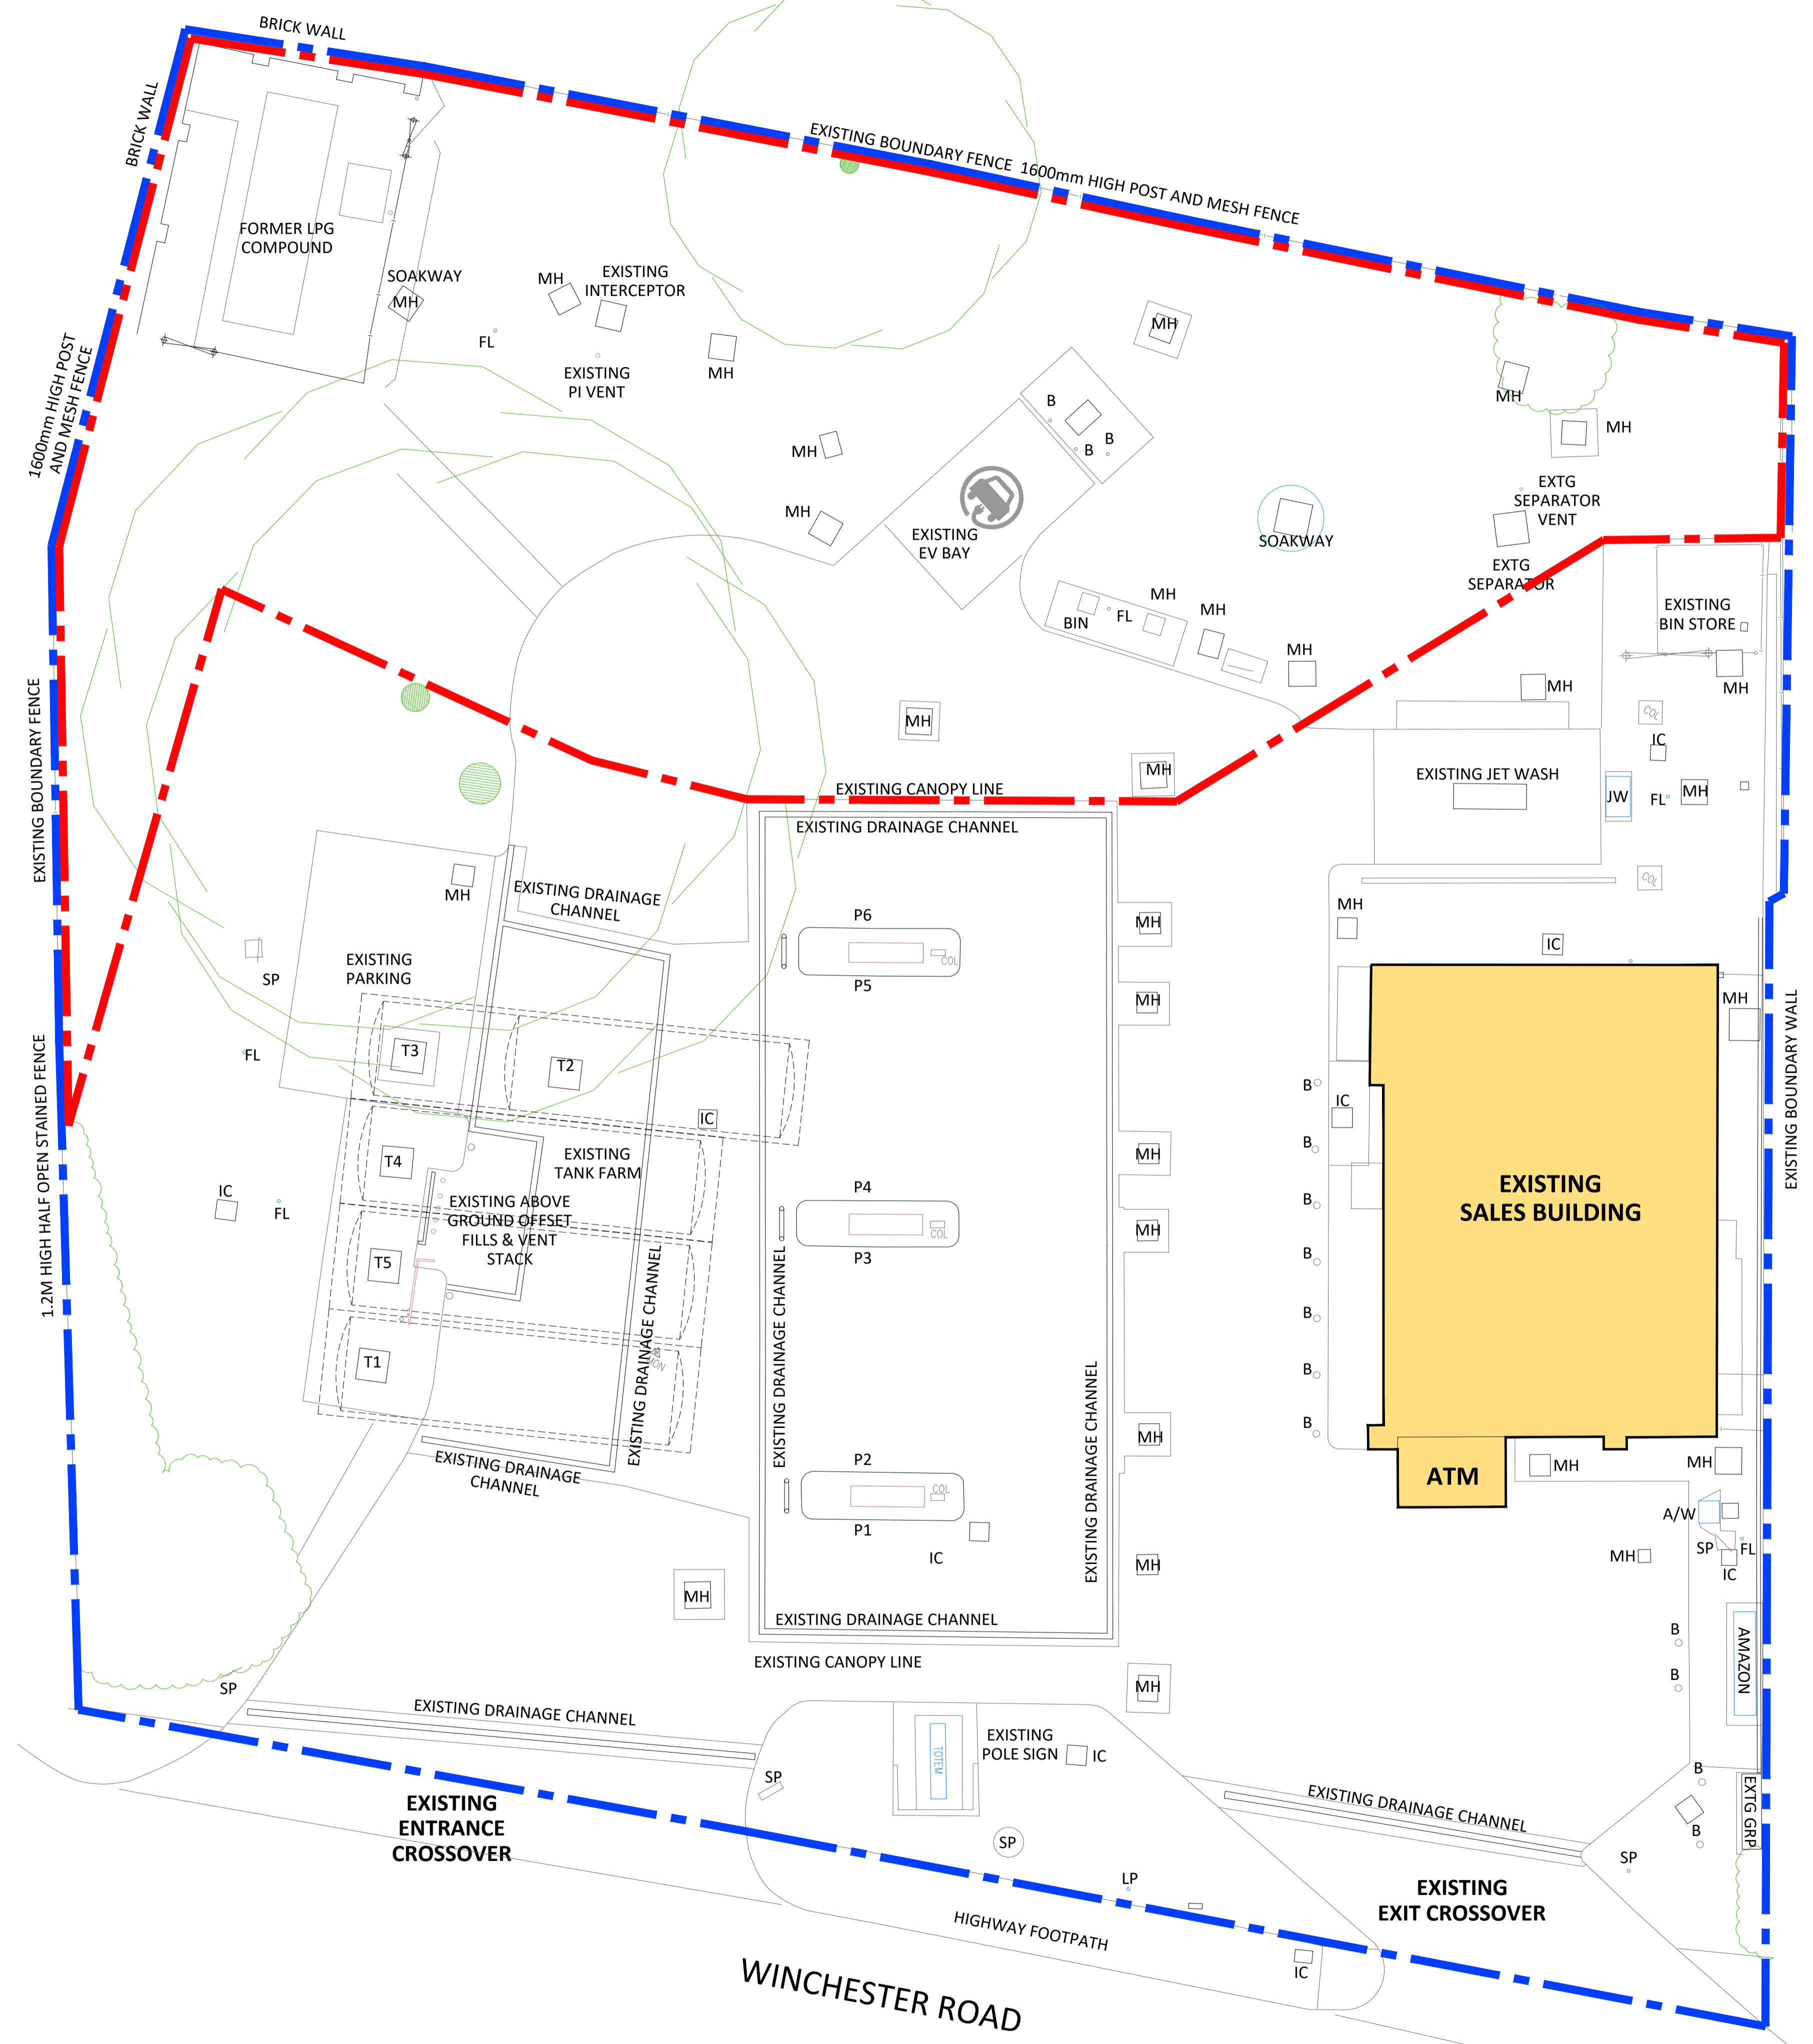 BRICK WALL
BRICK WALL
EXISTING BOUNDARY FENCE 1600mm HIGH POST AND MESH FENCE
FORMER LPG
COMPOUND
SOAKWAY
MH
MH
EXISTING
INTERCEPTOR
FL
EXISTING
PI VENT
MH
MH
1600mm HIGH POST
AND MESH FENCE
MH
MH
B
B
B
MH
MH
EXISTING
EV BAY
SOAKWAY
EXTG
SEPARATOR
VENT
EXTG
SEPARATOR
BIN
FL
MH
MH
MH
EXISTING
BIN STORE
MH
MH
COL
IC
MH
MH
EXISTING BOUNDARY FENCE
EXISTING CANOPY LINE
EXISTING DRAINAGE CHANNEL
EXISTING JET WASH
JW
FL
MH
COL
MH
EXISTING DRAINAGE
CHANNEL
P6
COL
P5
MH
MH
IC
EXISTING
PARKING
SP
MH
MH
FL
T3
T2
IC
B
IC
B
B
B
B
B
B
EXISTING BOUNDARY WALL
1.2M HIGH HALF OPEN STAINED FENCE
T4
EXISTING
TANK FARM
MH
IC
FL
EXISTING ABOVE
GROUND OFFSET
FILLS & VENT
STACK
P4
COL
P3
MH
EXISTING
SALES BUILDING
T5
T1
MON
EXISTING DRAINAGE CHANNEL
EXISTING DRAINAGE CHANNEL
EXISTING DRAINAGE CHANNEL
EXISTING DRAINAGE
CHANNEL
P2
COL
P1
IC
MH
MH
ATM
MH
MH
A/W
SP
FL
IC
MH
MH
EXISTING DRAINAGE CHANNEL
EXISTING CANOPY LINE
B
B
AMAZON
MH
SP
EXISTING DRAINAGE CHANNEL
EXISTING
POLE SIGN
IC
TOTEM
SP
B
B
EXTG GRP
EXISTING DRAINAGE CHANNEL
EXISTING
ENTRANCE
CROSSOVER
SP
SP
LP
EXISTING
EXIT CROSSOVER
HIGHWAY FOOTPATH
IC
WINCHESTER ROAD